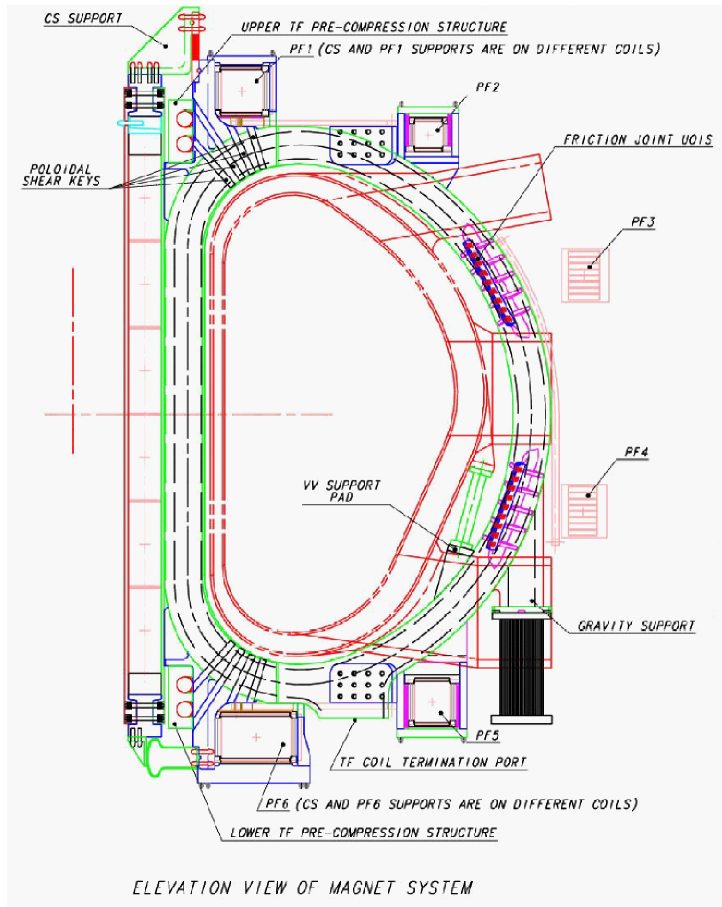 CS SUPPORT
UPPER TF PRE-COMPRESSION STRUCTURE
PF1 (CS AND PF1 SUPPORTS ARE ON DIFFERENT COILS)
PF2
FRICTION JOINT UOIS
POLOIDAL
SHEAR KEYS
PF3
PF4
VV SUPPORT
PAD
GRAVITY SUPPORT
PF5
TF COIL TERMINATION PORT
PF6 (CS AND PF6 SUPPORTS ARE ON DIFFERENT COILS)
LOWER TF PRE-COMPRESSION STRUCTURE
ELEVATION VIEW OF MAGNET SYSTEM